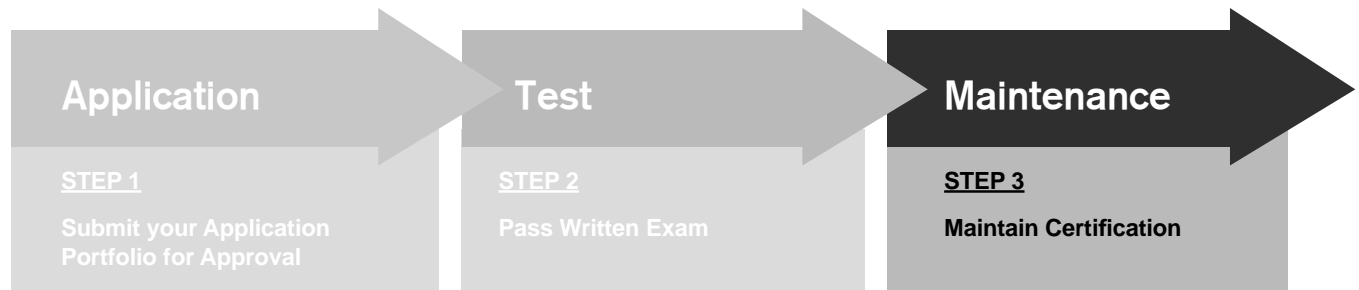 Application
STEP 1
Submit your Application
Portfolio for Approval
Test
STEP 2
Pass Written Exam
Maintenance
STEP 3
Maintain Certification